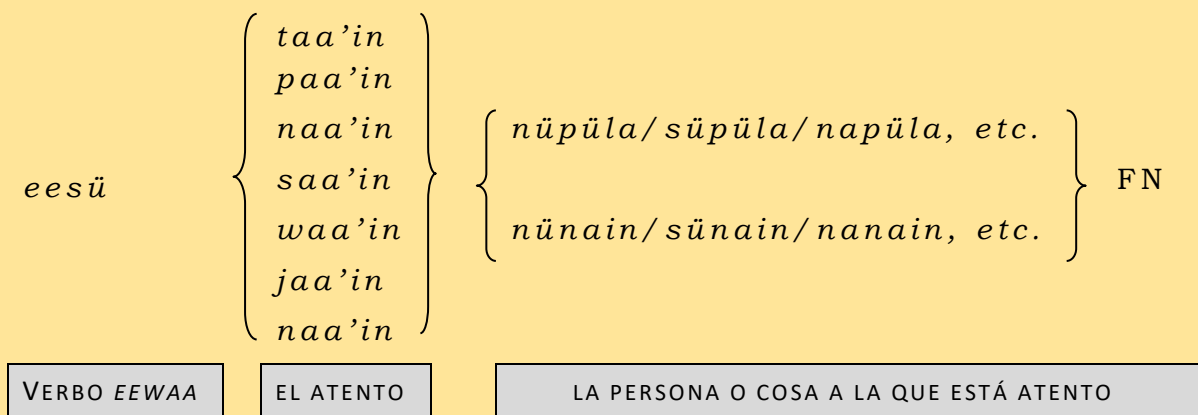 taa’in
paa’in
naa’in nüpüla/süpüla/napüla, etc.
eesü saa’in FN
waa’in nünain/sünain/nanain, etc.
jaa’in
naa’in
VERBO EEWAA EL ATENTO LA PERSONA O COSA A LA QUE ESTÁ ATENTO